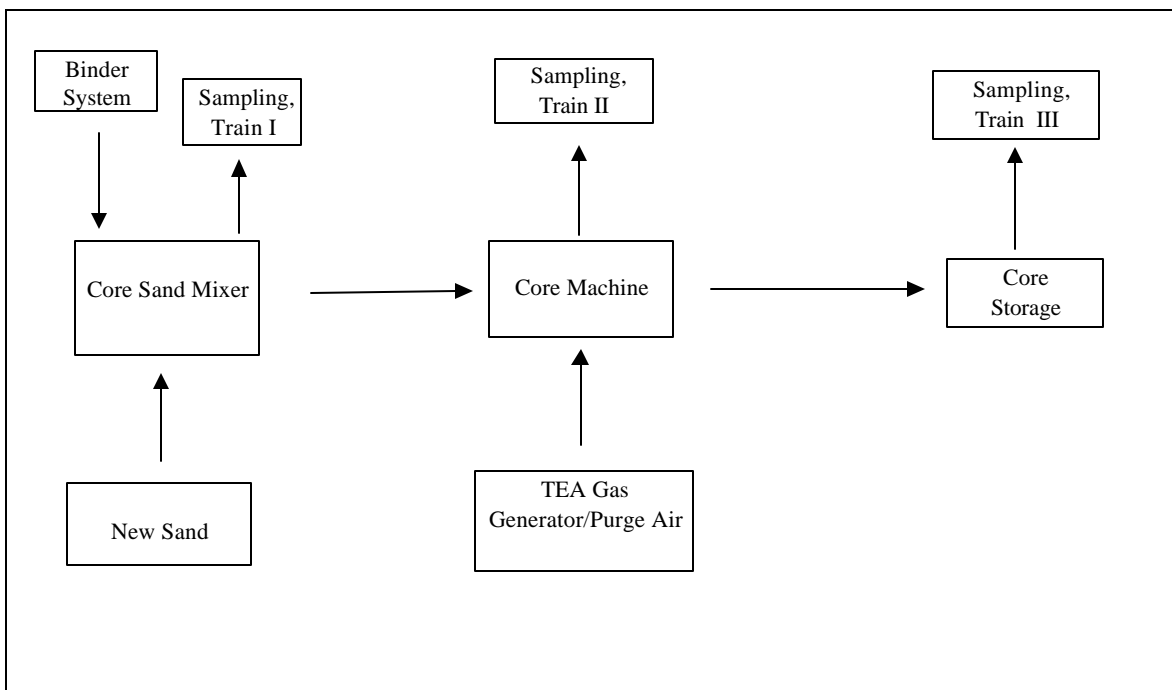 Binder
System
Sampling,
Train I
Sampling,
Train II
Sampling,
Train III
Core Sand Mixer
Core Machine
Core
Storage
New Sand
TEA Gas
Generator/Purge Air